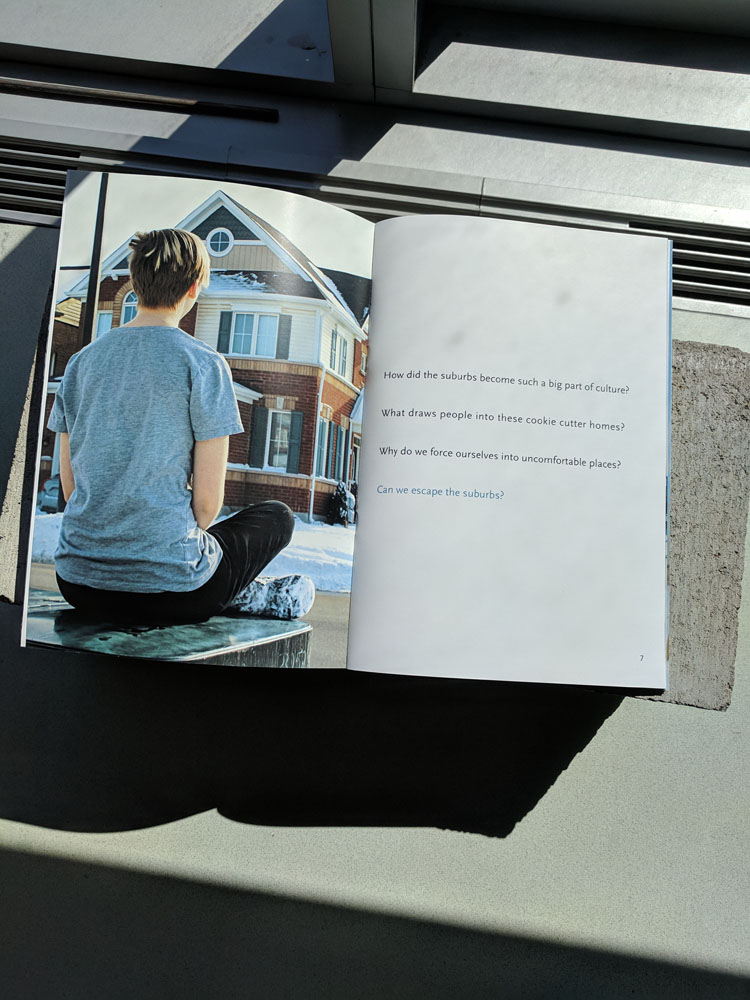 How did the suburbs become such a big part of culture?
What draws people into these cookie cutter homes?
Why do we force ourselves into uncomfortable places?
Can we escape the suburbs?
7